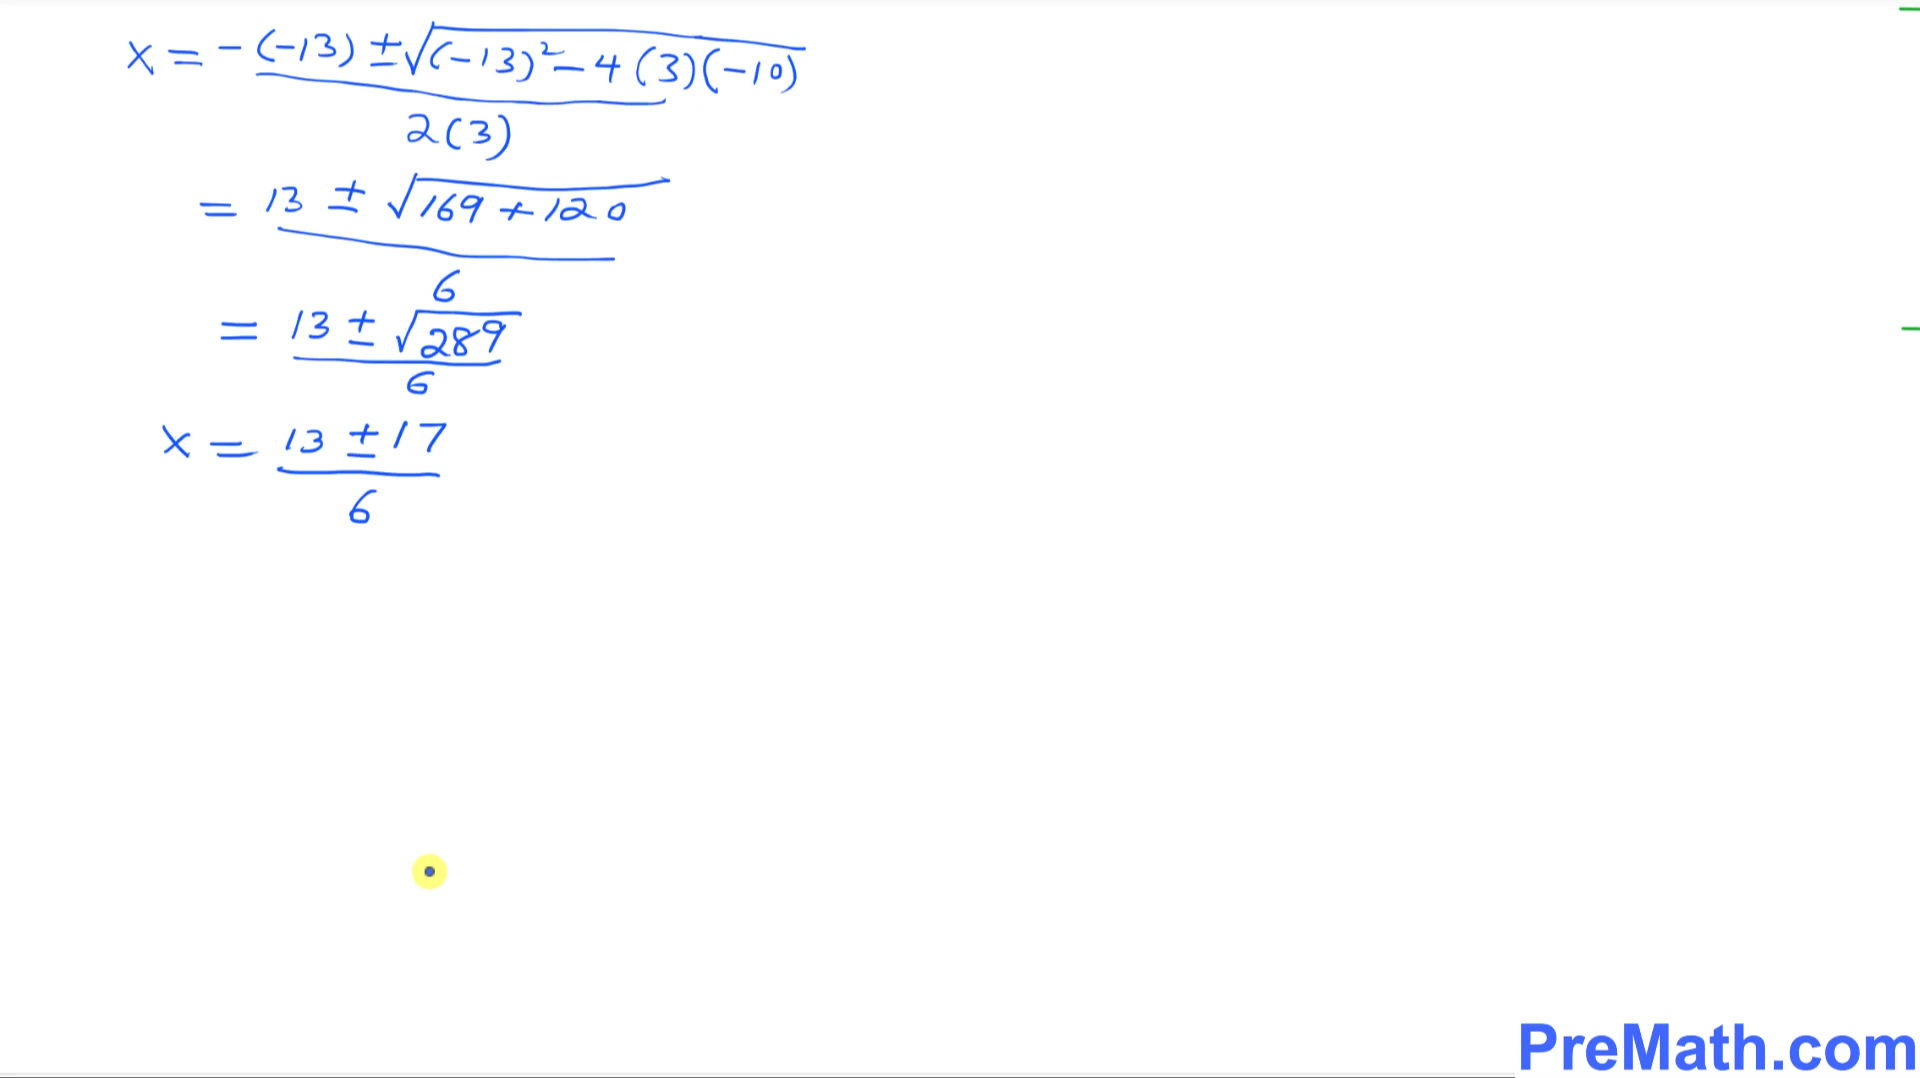 x = -(-13) ± √(-13)² - 4(3)(-10)
2(3)
= 13 ± √169 + 120
6
= 13 ± √289
6
x = 13 ± 17
6
PreMath.com